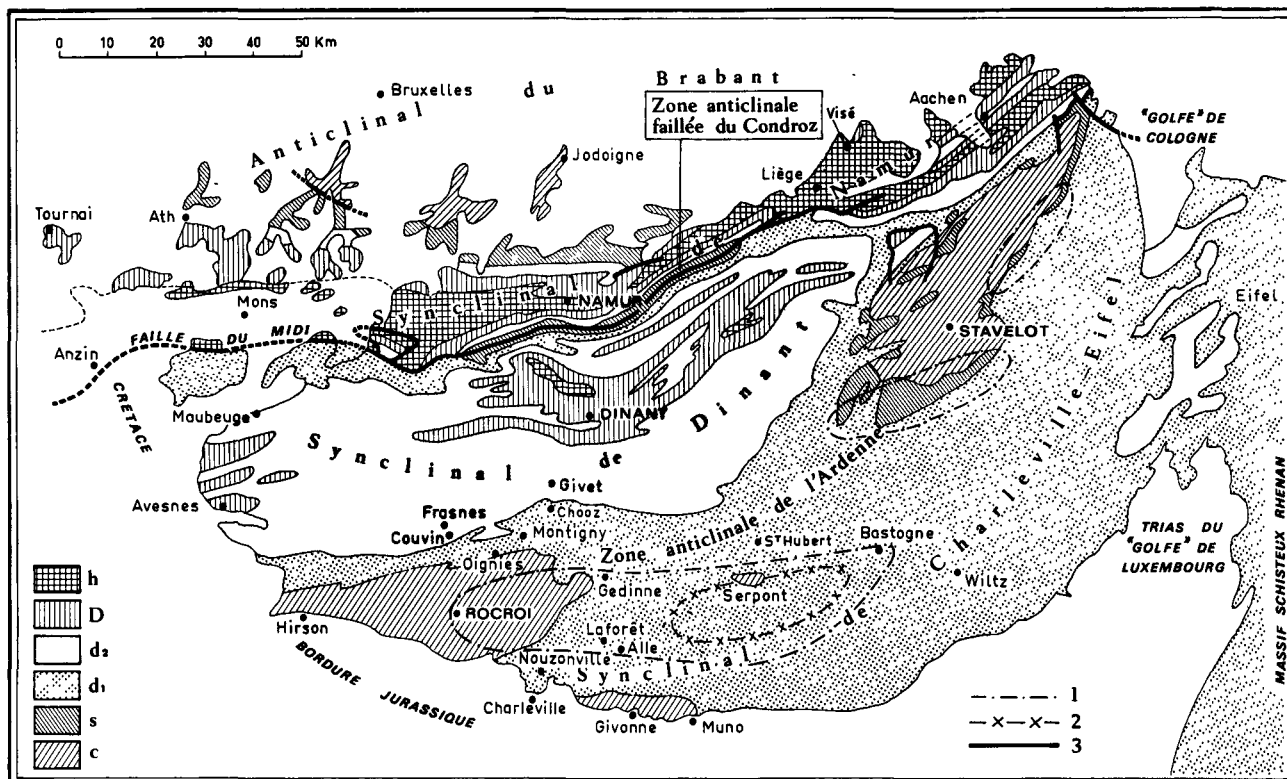 0 10 20 30 40 50 Km
Bruxelles
Anticlinal du Brabant
Zone anticlinale
faillée du Condroz
Visé
Aachen
"GOLFE" DE
COLOGNE
Jodoigne
Liège
Tournai
Ath
Synclinal de Namur
Mons
NAMUR
Eifel
FAILLE DU MIDI
Anzin
STAVELOT
CRÉTACE
Maubeuge
DINANT
Synclinal de Dinant
Avesnes
Givet
Chooz
Frasnes
Couvin
Montigny
Zone anticlinale de l'Ardenne
St Hubert
Bastogne
TRIAS DU
"GOLFE" DE
LUXEMBOURG
MASSIF SCHISTEUX RHENAN
Oignies
Gedinne
Serpont
Wiltz
ROCROI
Hirson
Laforêt
Alle
Nouzonville
Synclinal de Charleville-Eifel
BORDURE JURASSIQUE
Charleville
Givonne
Muno
h
D
d2
d1
s
c
1
2
3